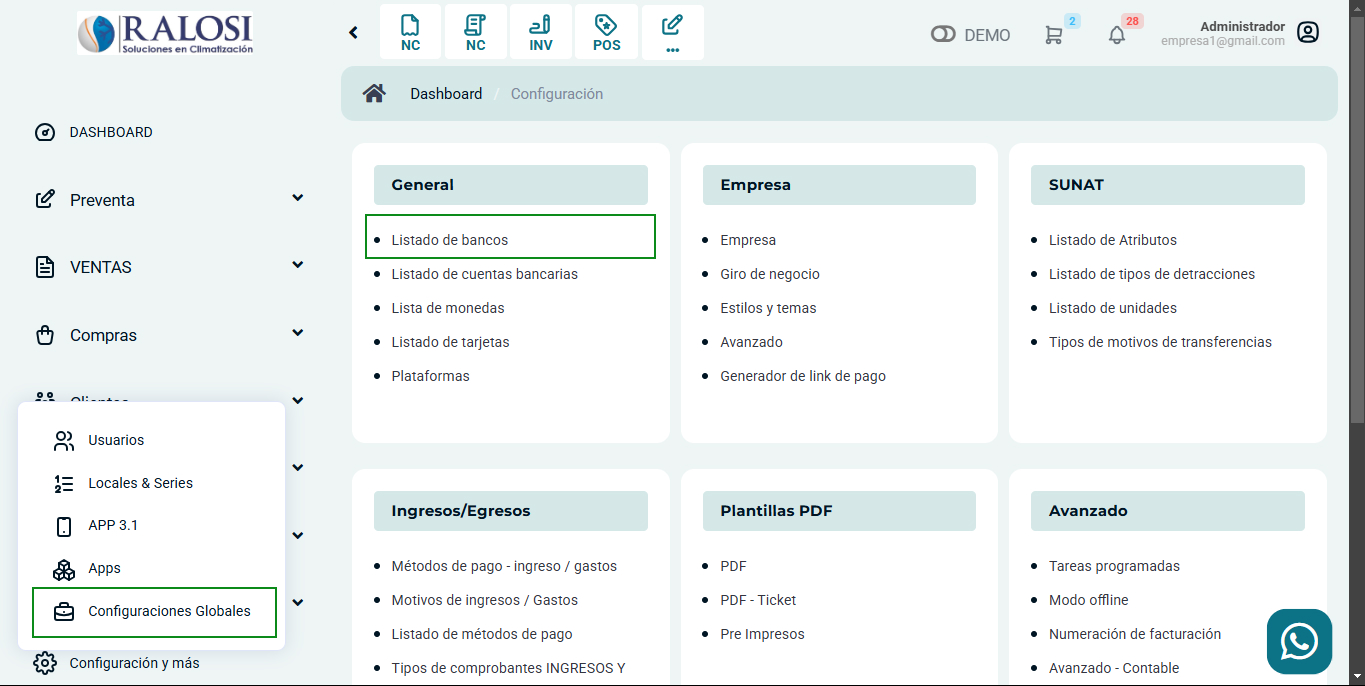 RALOSI
Soluciones en Climatización
NC
NC
INV
POS
...
DEMO
2
28
Administrador
empresa1@gmail.com
Dashboard / Configuración
DASHBOARD
Preventa
VENTAS
Compras
Clientes
Usuarios
Locales & Series
APP 3.1
Apps
Configuraciones Globales
Configuración y más
General
Listado de bancos
Listado de cuentas bancarias
Lista de monedas
Listado de tarjetas
Plataformas
Empresa
Empresa
Giro de negocio
Estilos y temas
Avanzado
Generador de link de pago
SUNAT
Listado de Atributos
Listado de tipos de detracciones
Listado de unidades
Tipos de motivos de transferencias
Ingresos/Egresos
Métodos de pago - ingreso / gastos
Motivos de ingresos / Gastos
Listado de métodos de pago
Tipos de comprobantes INGRESOS Y
Plantillas PDF
PDF
PDF - Ticket
Pre Impresos
Avanzado
Tareas programadas
Modo offline
Numeración de facturación
Avanzado - Contable